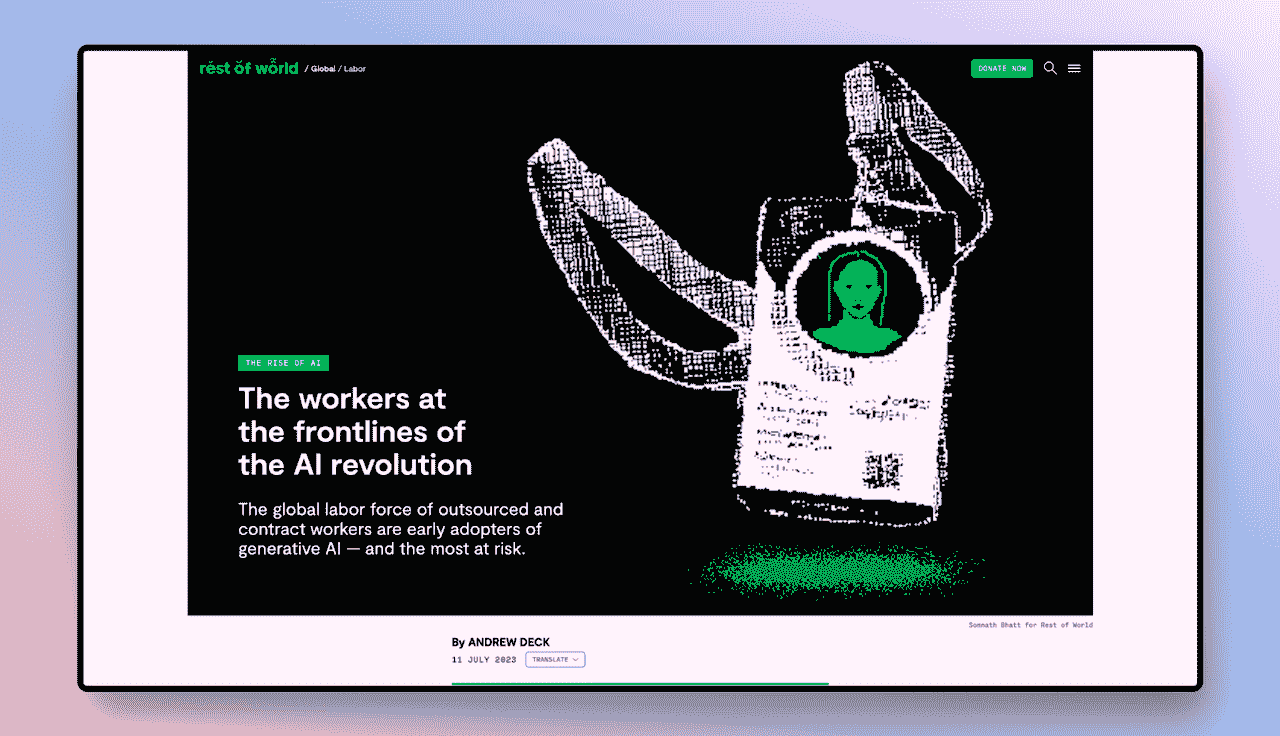 rest of world / Global / Labor
DONATE NOW
THE RISE OF AI
The workers at
the frontlines of
the AI revolution
The global labor force of outsourced and
contract workers are early adopters of
generative AI — and the most at risk.
Somnath Bhatt for Rest of World
By ANDREW DECK
11 JULY 2023
TRANSLATE